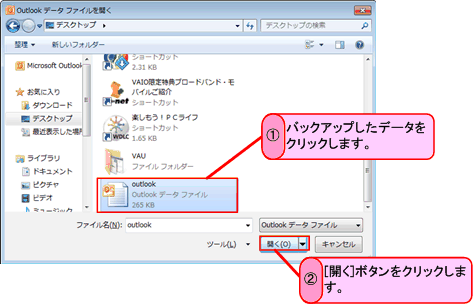 Outlook データ ファイルを開く
デスクトップ
デスクトップの検索
整理
新しいフォルダー
Microsoft Outlook
お気に入り
ダウンロード
デスクトップ
最近表示した場所
ライブラリ
ドキュメント
ピクチャ
ビデオ
ミュージック
ショートカット
2.31 KB
VAIO限定特典ブロードバンド・モ
バイルご紹介
ショートカット
楽しもう！PCライフ
ショートカット
1.65 KB
VAU
ファイル フォルダー
outlook
Outlook データ ファイル
265 KB
ファイル名(N):
outlook
Outlook データ ファイル
ツール(L)
開く(O)
キャンセル
① バックアップしたデータを
クリックします。
② [開く]ボタンをクリックしま
す。